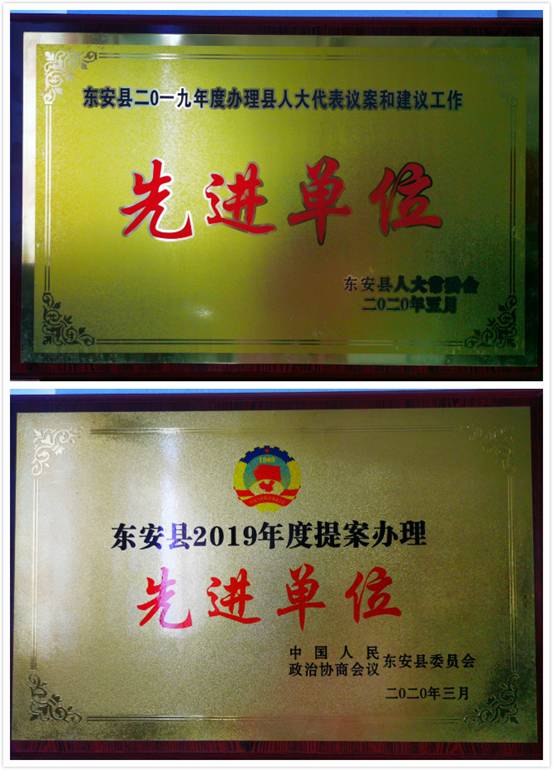 东安县二0一九年度办理县人大代表议案和建议工作
先进单位
东安县人大常委会
二〇二〇年五月
1949
东安县2019年度提案办理
先进单位
中国人民
政治协商会议 东安县委员会
二〇二〇年三月